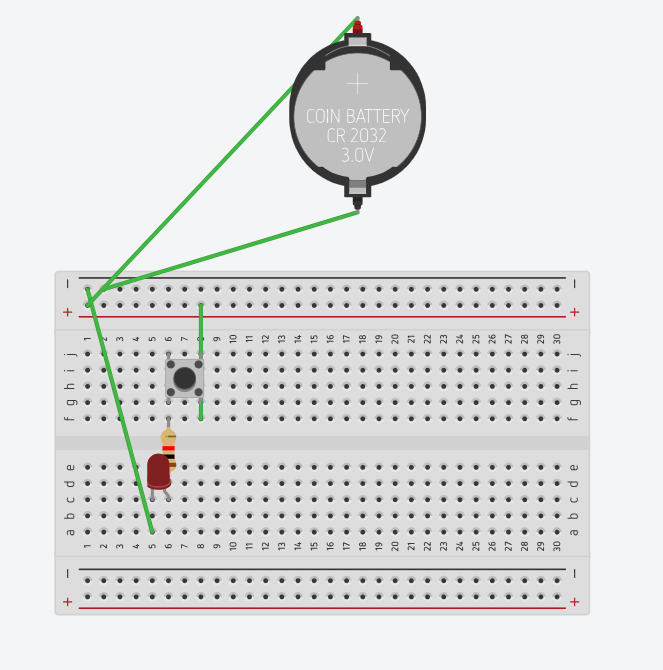 COIN BATTERY
CR 2032
3.0V
− −
+ +
1 2 3 4 5 6 7 8 9 10 11 12 13 14 15 16 17 18 19 20 21 22 23 24 25 26 27 28 29 30
j j
i i
h h
g g
f f
e e
d d
c c
b b
a a
1 2 3 4 5 6 7 8 9 10 11 12 13 14 15 16 17 18 19 20 21 22 23 24 25 26 27 28 29 30
− −
+ +